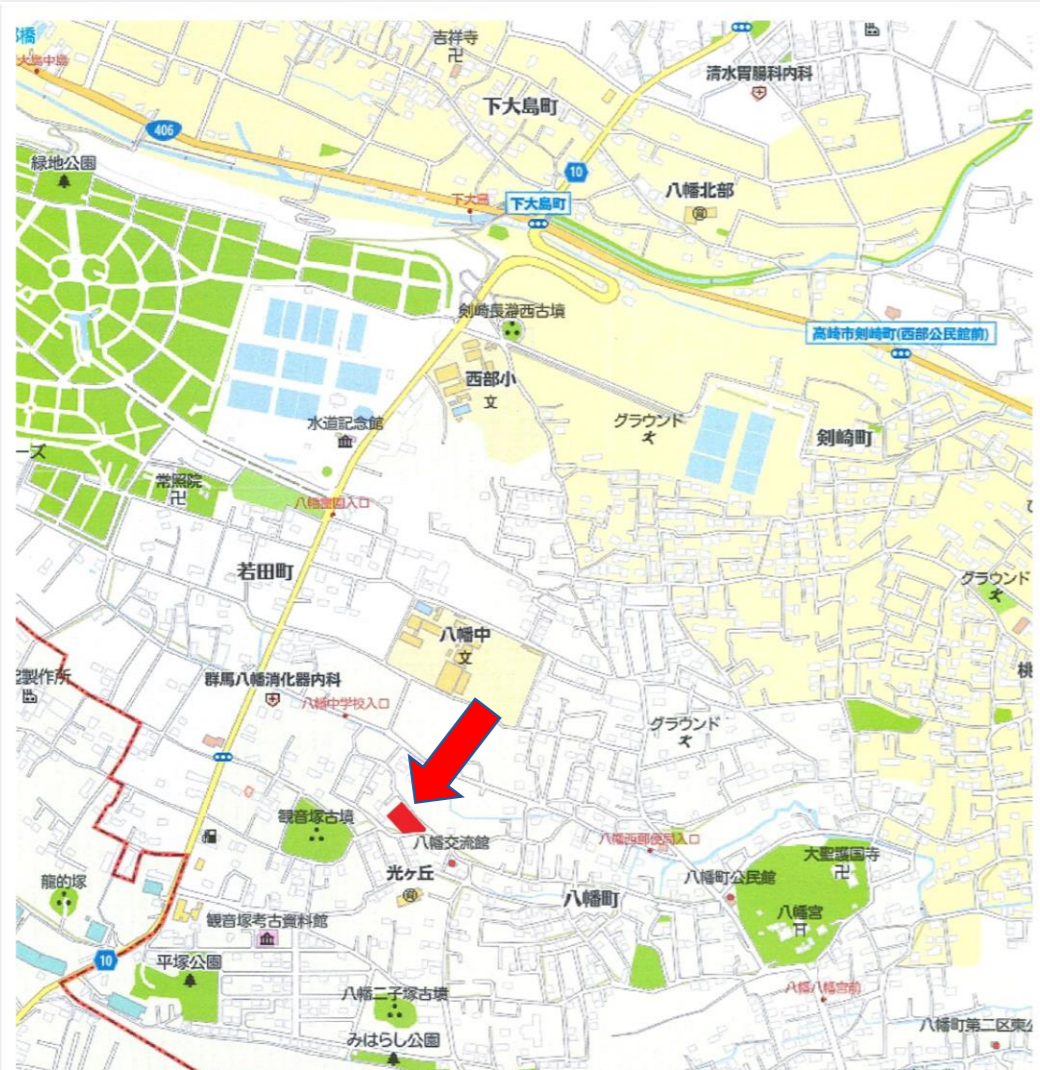 大島中島
吉祥寺
清水胃腸科内科
下大島町
406
緑地公園
10
下大島
下大島町
八幡北部
剣崎長瀞西古墳
高崎市剣崎町(西部公民館前)
西部小
文
水道記念館
グラウンド
剣崎町
ーズ
常照院
八幡霊園入口
若田町
グラウンド
八幡中
文
製作所
群馬八幡消化器内科
八幡中学校入口
桃
グラウンド
観音塚古墳
八幡交流館
八幡西郵便局入口
大聖護国寺
光ヶ丘
八幡町公民館
龍的塚
八幡町
八幡宮
観音塚考古資料館
10
平塚公園
八幡二子塚古墳
八幡八幡宮前
みはらし公園
八幡町第二区東